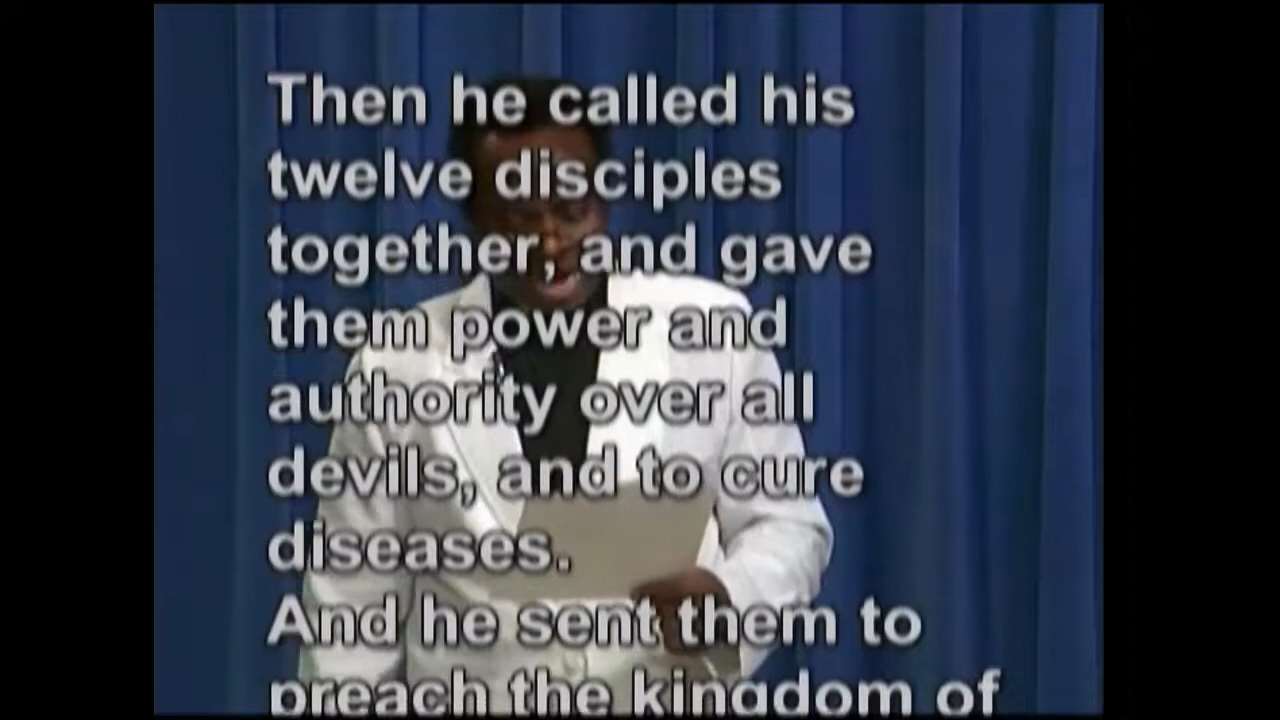 Then he called his
twelve disciples
together, and gave
them power and
authority over all
devils, and to cure
diseases.
And he sent them to
preach the kingdom of